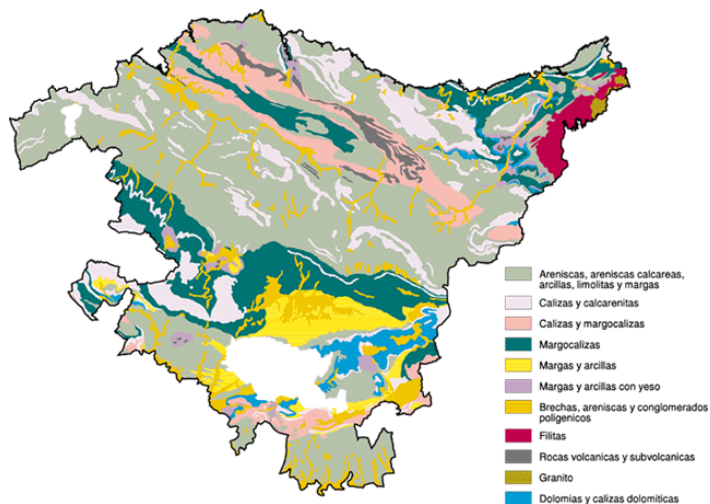 Areniscas, areniscas calcareas,
arcillas, limolitas y margas
Calizas y calcarenitas
Calizas y margocalizas
Margocalizas
Margas y arcillas
Margas y arcillas con yeso
Brechas, areniscas y conglomerados
poligenicos
Filitas
Rocas volcanicas y subvolcanicas
Granito
Dolomias y calizas dolomiticas